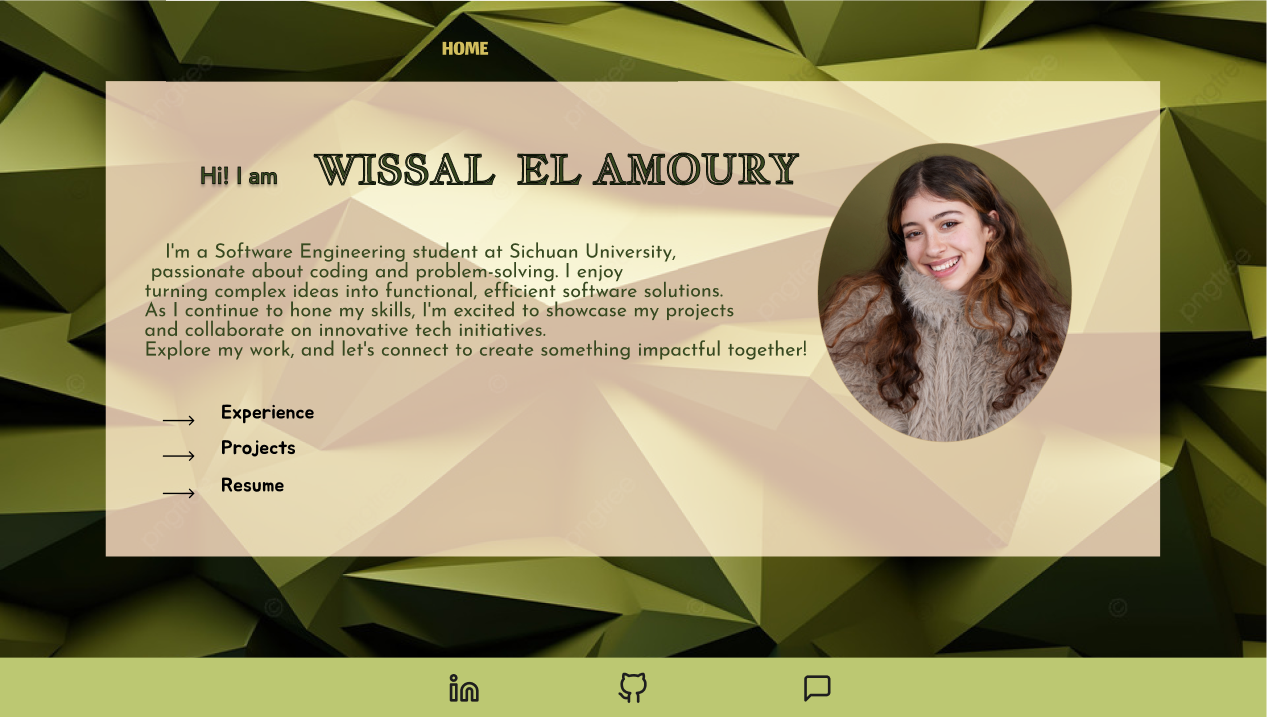 HOME
Hi! I am WISSAL EL AMOURY
I'm a Software Engineering student at Sichuan University,
passionate about coding and problem-solving. I enjoy
turning complex ideas into functional, efficient software solutions.
As I continue to hone my skills, I'm excited to showcase my projects
and collaborate on innovative tech initiatives.
Explore my work, and let's connect to create something impactful together!
Experience
Projects
Resume
in
pngtree